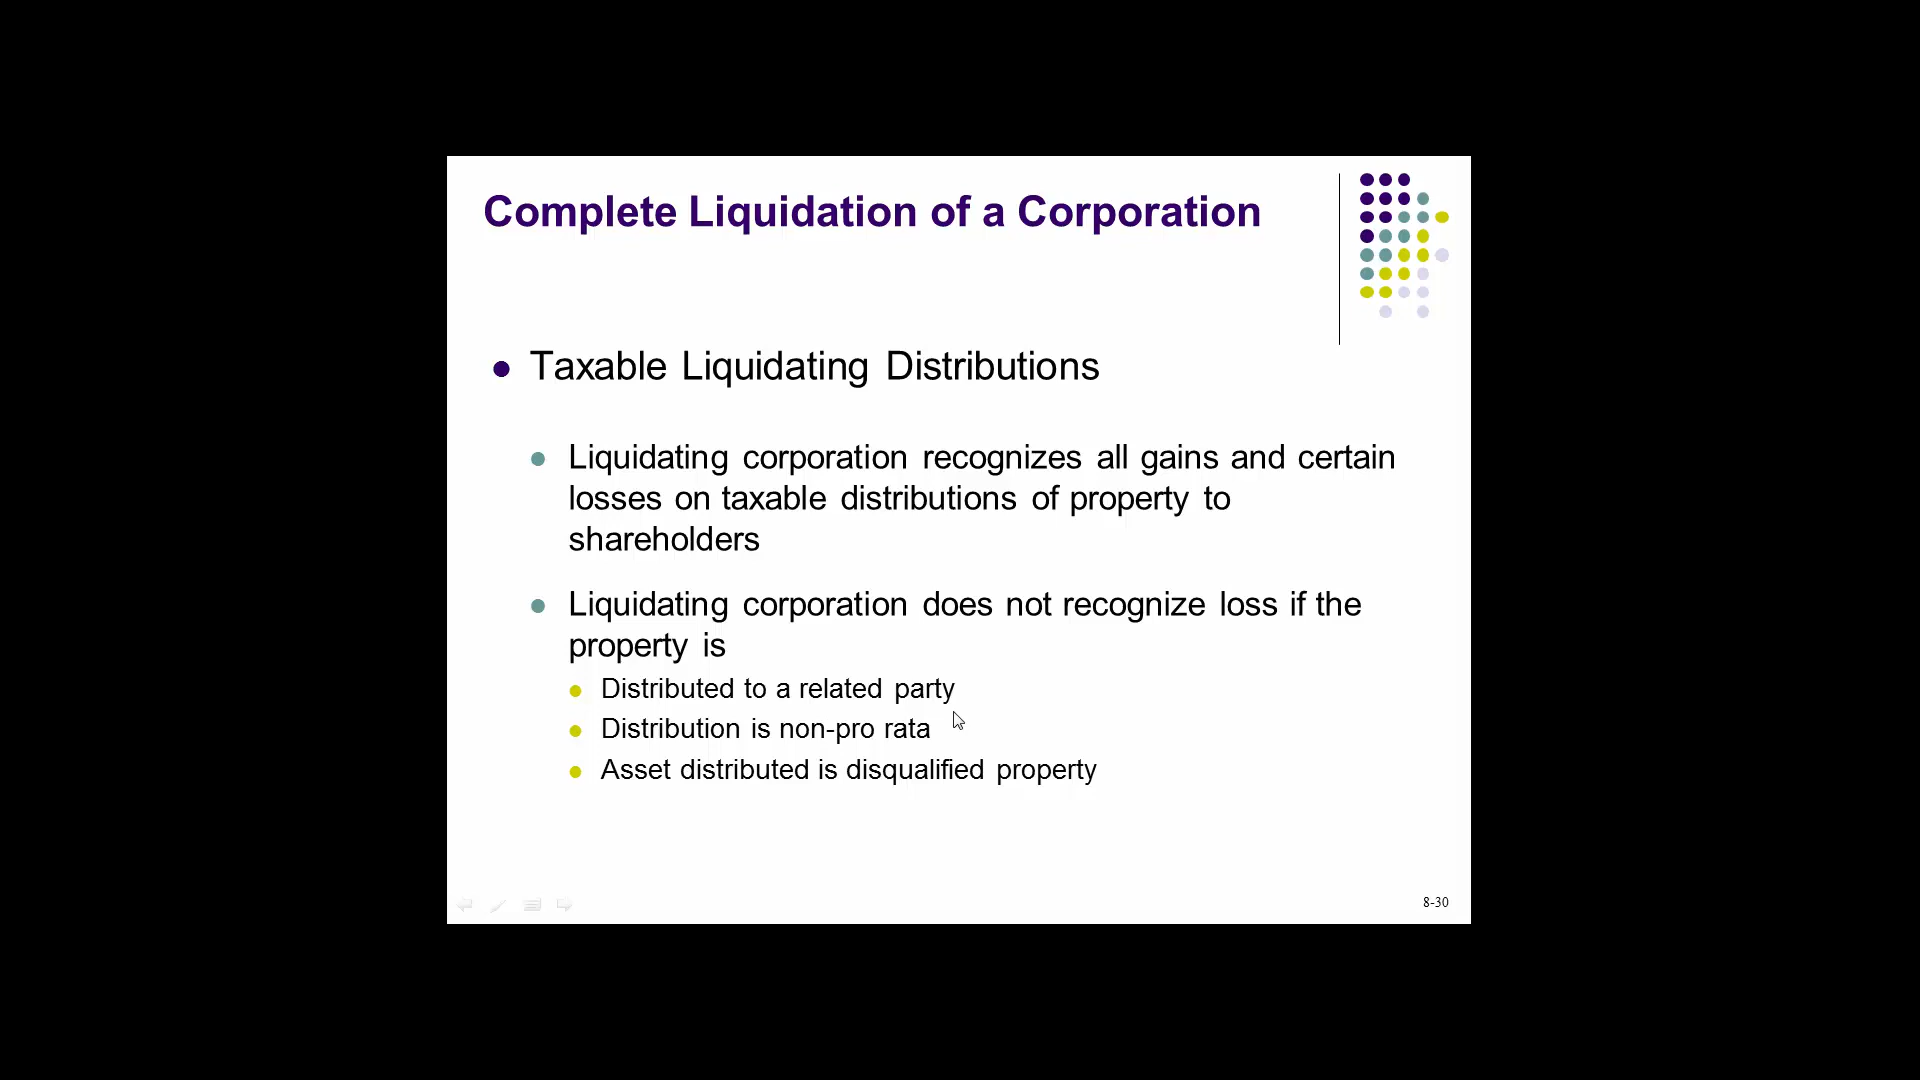 Complete Liquidation of a Corporation
Taxable Liquidating Distributions
Liquidating corporation recognizes all gains and certain
losses on taxable distributions of property to
shareholders
Liquidating corporation does not recognize loss if the
property is
Distributed to a related party
Distribution is non-pro rata
Asset distributed is disqualified property
8-30